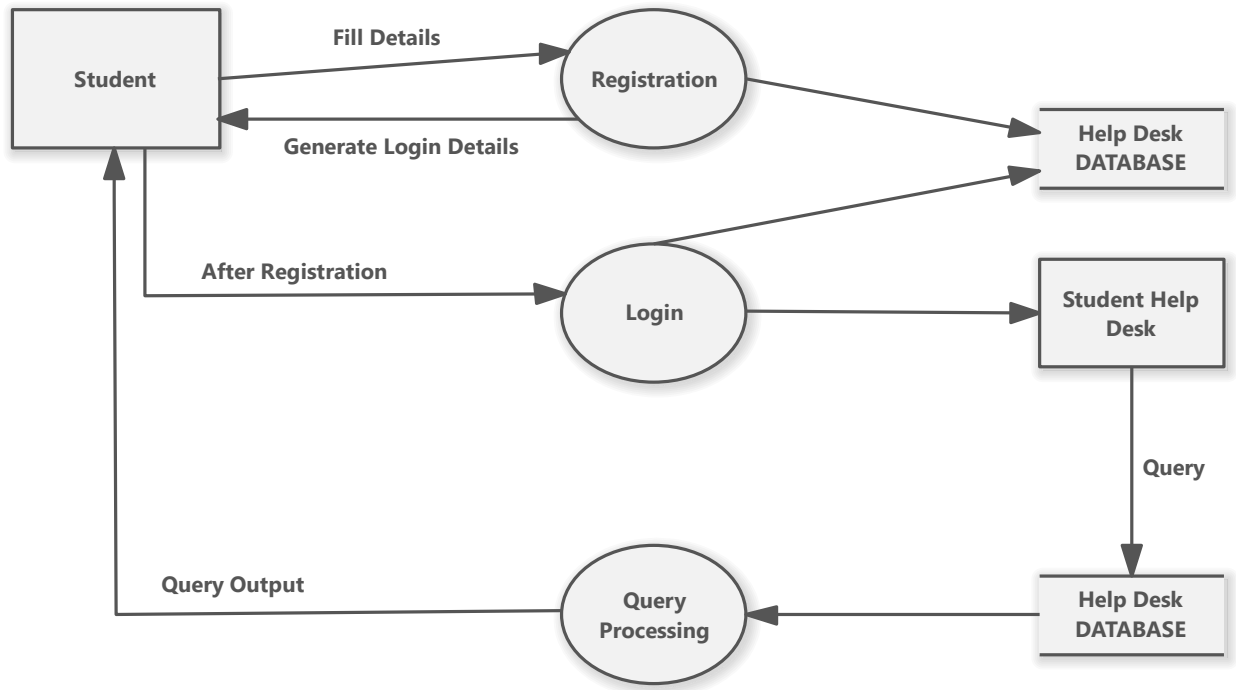 Fill Details
Student
Registration
Generate Login Details
Help Desk
DATABASE
After Registration
Login
Student Help
Desk
Query
Query Output
Query
Processing
Help Desk
DATABASE